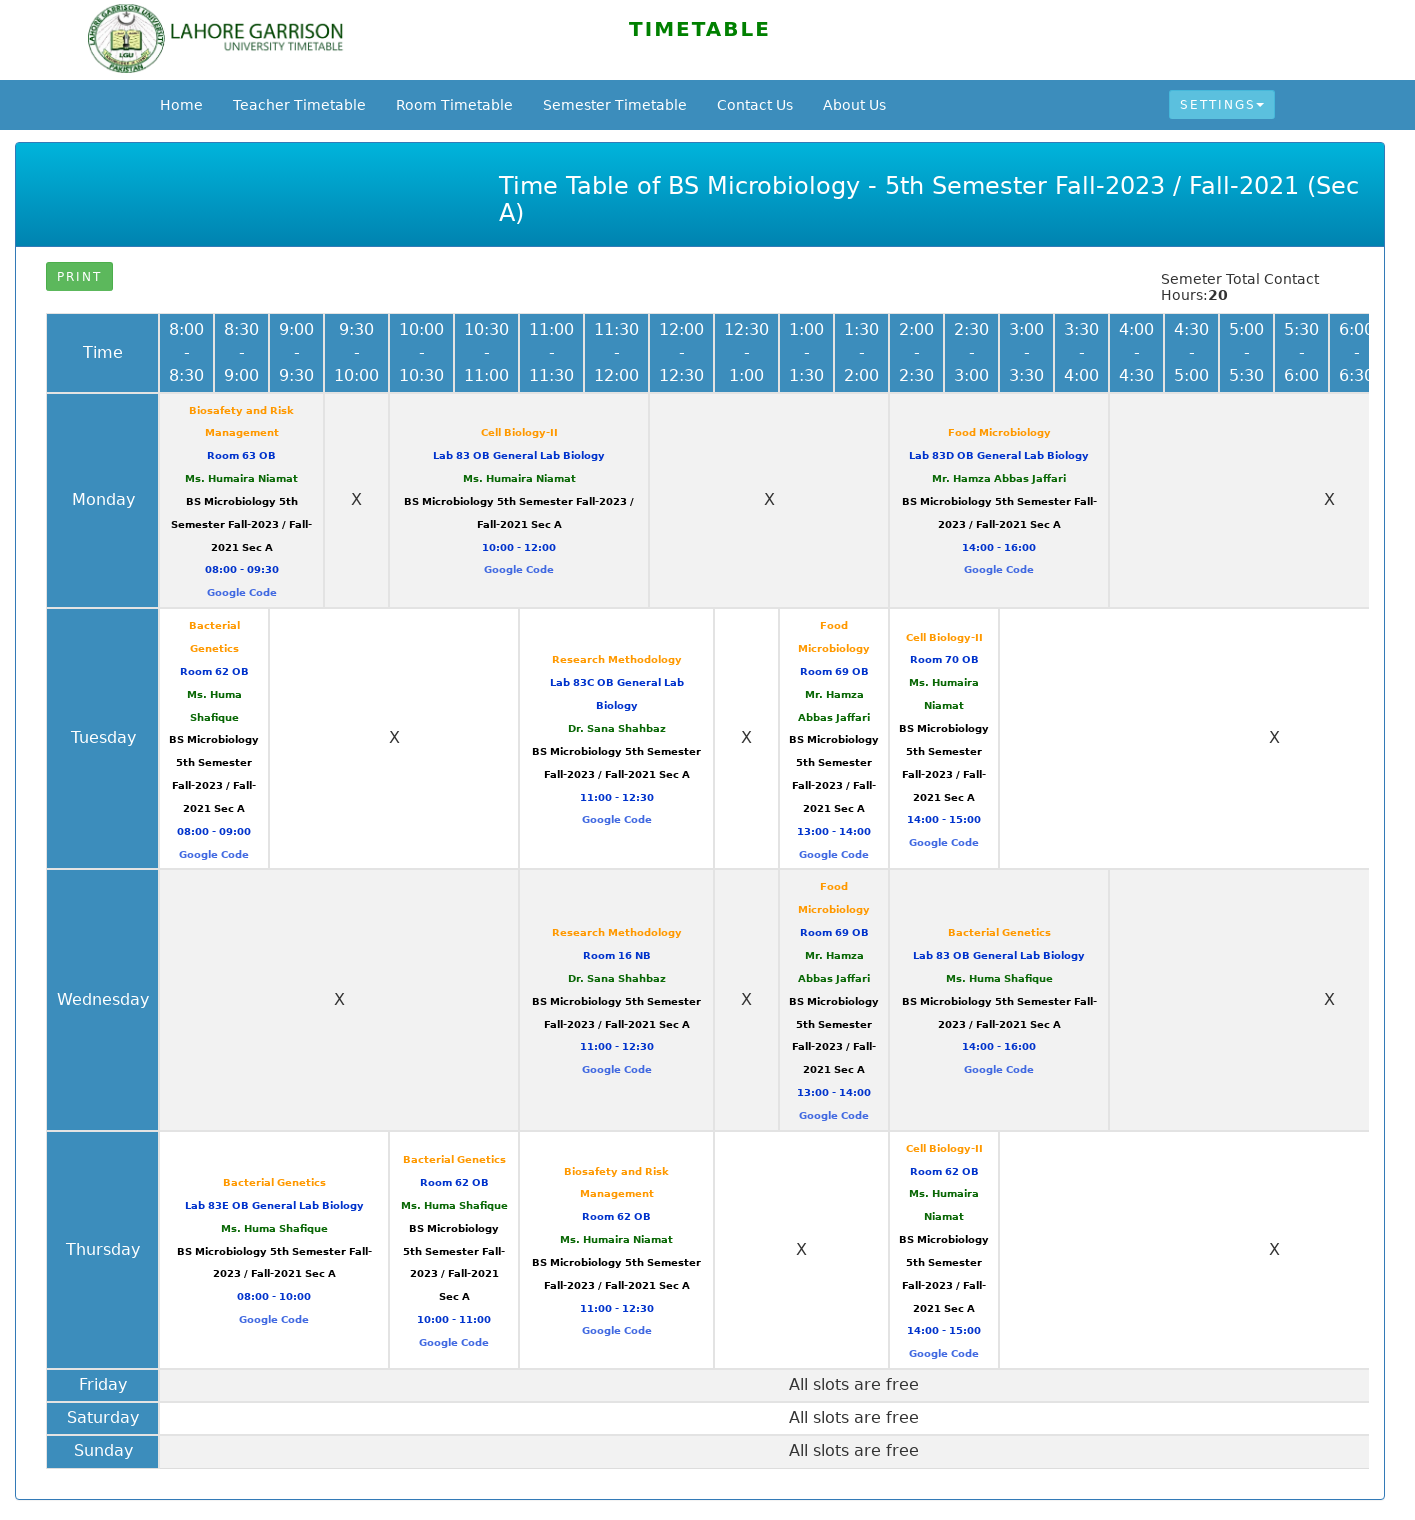 LAHORE GARRISON
UNIVERSITY TIMETABLE
TIMETABLE
Home Teacher Timetable Room Timetable Semester Timetable Contact Us About Us SETTINGS
Time Table of BS Microbiology - 5th Semester Fall-2023 / Fall-2021 (Sec
A)
PRINT
Semeter Total Contact
Hours:20
Time
8:00 - 8:30
8:30 - 9:00
9:00 - 9:30
9:30 - 10:00
10:00 - 10:30
10:30 - 11:00
11:00 - 11:30
11:30 - 12:00
12:00 - 12:30
12:30 - 1:00
1:00 - 1:30
1:30 - 2:00
2:00 - 2:30
2:30 - 3:00
3:00 - 3:30
3:30 - 4:00
4:00 - 4:30
4:30 - 5:00
5:00 - 5:30
5:30 - 6:00
6:00 - 6:30
Monday
Biosafety and Risk
Management
Room 63 OB
Ms. Humaira Niamat
BS Microbiology 5th
Semester Fall-2023 / Fall-
2021 Sec A
08:00 - 09:30
Google Code
X
Cell Biology-II
Lab 83 OB General Lab Biology
Ms. Humaira Niamat
BS Microbiology 5th Semester Fall-2023 /
Fall-2021 Sec A
10:00 - 12:00
Google Code
X
Food Microbiology
Lab 83D OB General Lab Biology
Mr. Hamza Abbas Jaffari
BS Microbiology 5th Semester Fall-
2023 / Fall-2021 Sec A
14:00 - 16:00
Google Code
X
Tuesday
Bacterial
Genetics
Room 62 OB
Ms. Huma
Shafique
BS Microbiology
5th Semester
Fall-2023 / Fall-
2021 Sec A
08:00 - 09:00
Google Code
X
Research Methodology
Lab 83C OB General Lab
Biology
Dr. Sana Shahbaz
BS Microbiology 5th Semester
Fall-2023 / Fall-2021 Sec A
11:00 - 12:30
Google Code
X
Food
Microbiology
Room 69 OB
Mr. Hamza
Abbas Jaffari
BS Microbiology
5th Semester
Fall-2023 / Fall-
2021 Sec A
13:00 - 14:00
Google Code
Cell Biology-II
Room 70 OB
Ms. Humaira
Niamat
BS Microbiology
5th Semester
Fall-2023 / Fall-
2021 Sec A
14:00 - 15:00
Google Code
X
Wednesday
X
Research Methodology
Room 16 NB
Dr. Sana Shahbaz
BS Microbiology 5th Semester
Fall-2023 / Fall-2021 Sec A
11:00 - 12:30
Google Code
X
Food
Microbiology
Room 69 OB
Mr. Hamza
Abbas Jaffari
BS Microbiology
5th Semester
Fall-2023 / Fall-
2021 Sec A
13:00 - 14:00
Google Code
Bacterial Genetics
Lab 83 OB General Lab Biology
Ms. Huma Shafique
BS Microbiology 5th Semester Fall-
2023 / Fall-2021 Sec A
14:00 - 16:00
Google Code
X
Thursday
Bacterial Genetics
Lab 83E OB General Lab Biology
Ms. Huma Shafique
BS Microbiology 5th Semester Fall-
2023 / Fall-2021 Sec A
08:00 - 10:00
Google Code
Bacterial Genetics
Room 62 OB
Ms. Huma Shafique
BS Microbiology
5th Semester Fall-
2023 / Fall-2021
Sec A
10:00 - 11:00
Google Code
Biosafety and Risk
Management
Room 62 OB
Ms. Humaira Niamat
BS Microbiology 5th Semester
Fall-2023 / Fall-2021 Sec A
11:00 - 12:30
Google Code
X
Cell Biology-II
Room 62 OB
Ms. Humaira
Niamat
BS Microbiology
5th Semester
Fall-2023 / Fall-
2021 Sec A
14:00 - 15:00
Google Code
X
Friday
All slots are free
Saturday
All slots are free
Sunday
All slots are free